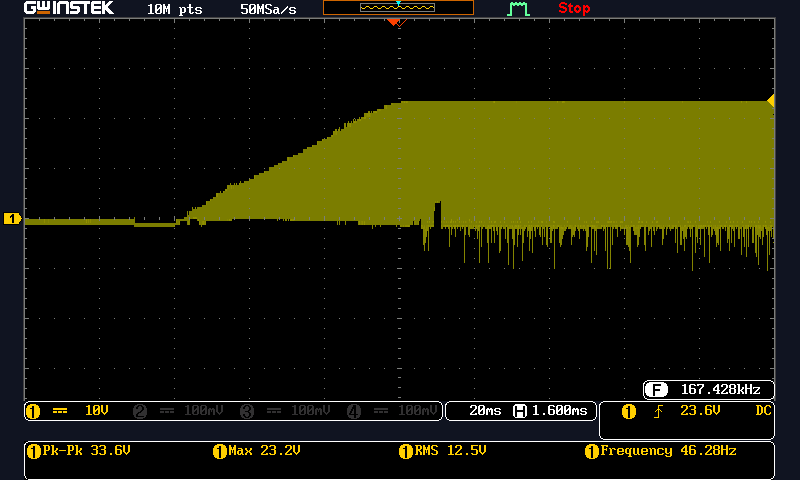 GWINSTEK 10M pts 50MSa/s Stop
1
F 167.428kHz
1 10V 2 100mV 3 100mV 4 100mV 20ms H 1.600ms 1 23.6V DC
1 Pk-Pk 33.6V 1 Max 23.2V 1 RMS 12.5V 1 Frequency 46.28Hz